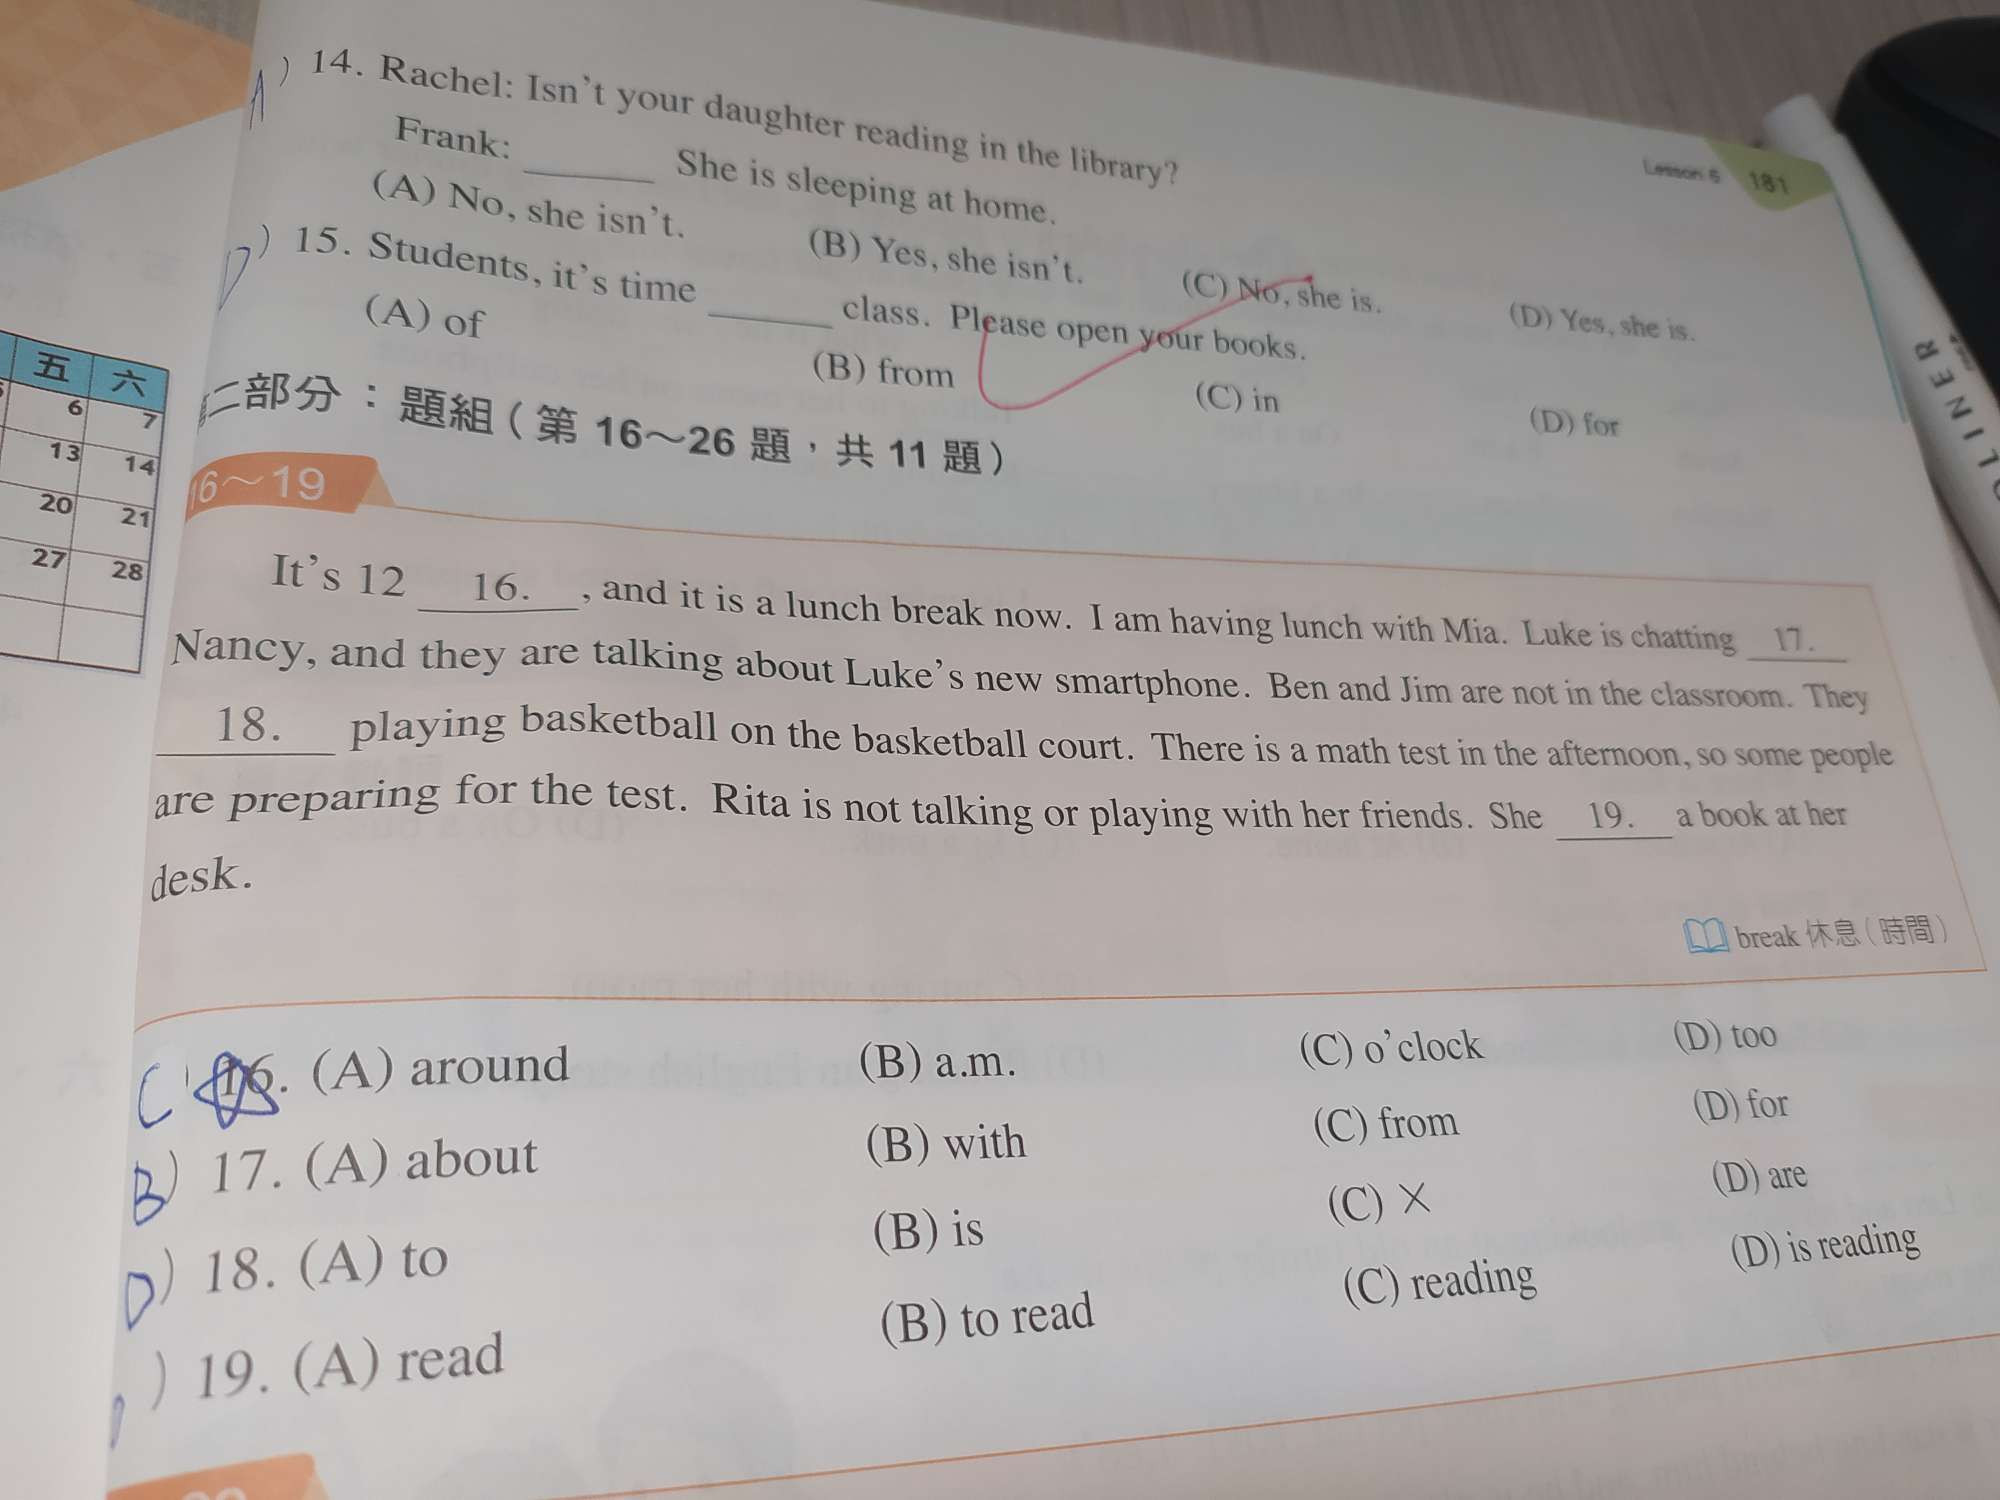 Lesson 6 181
A ) 14. Rachel: Isn't your daughter reading in the library?
Frank: ______ She is sleeping at home.
(A) No, she isn't. (B) Yes, she isn't. (C) No, she is. (D) Yes, she is.
D ) 15. Students, it's time ______ class. Please open your books.
(A) of (B) from (C) in (D) for
二部分：題組（第 16～26 題，共 11 題）
16～19
It's 12 16. , and it is a lunch break now. I am having lunch with Mia. Luke is chatting 17.
Nancy, and they are talking about Luke's new smartphone. Ben and Jim are not in the classroom. They
18. playing basketball on the basketball court. There is a math test in the afternoon, so some people
are preparing for the test. Rita is not talking or playing with her friends. She 19. a book at her
desk.
break 休息（時間）
C 16. (A) around (B) a.m. (C) o'clock (D) too
B ) 17. (A) about (B) with (C) from (D) for
D ) 18. (A) to (B) is (C) × (D) are
) 19. (A) read (B) to read (C) reading (D) is reading
五 六
6 7
13 14
20 21
27 28
LINER